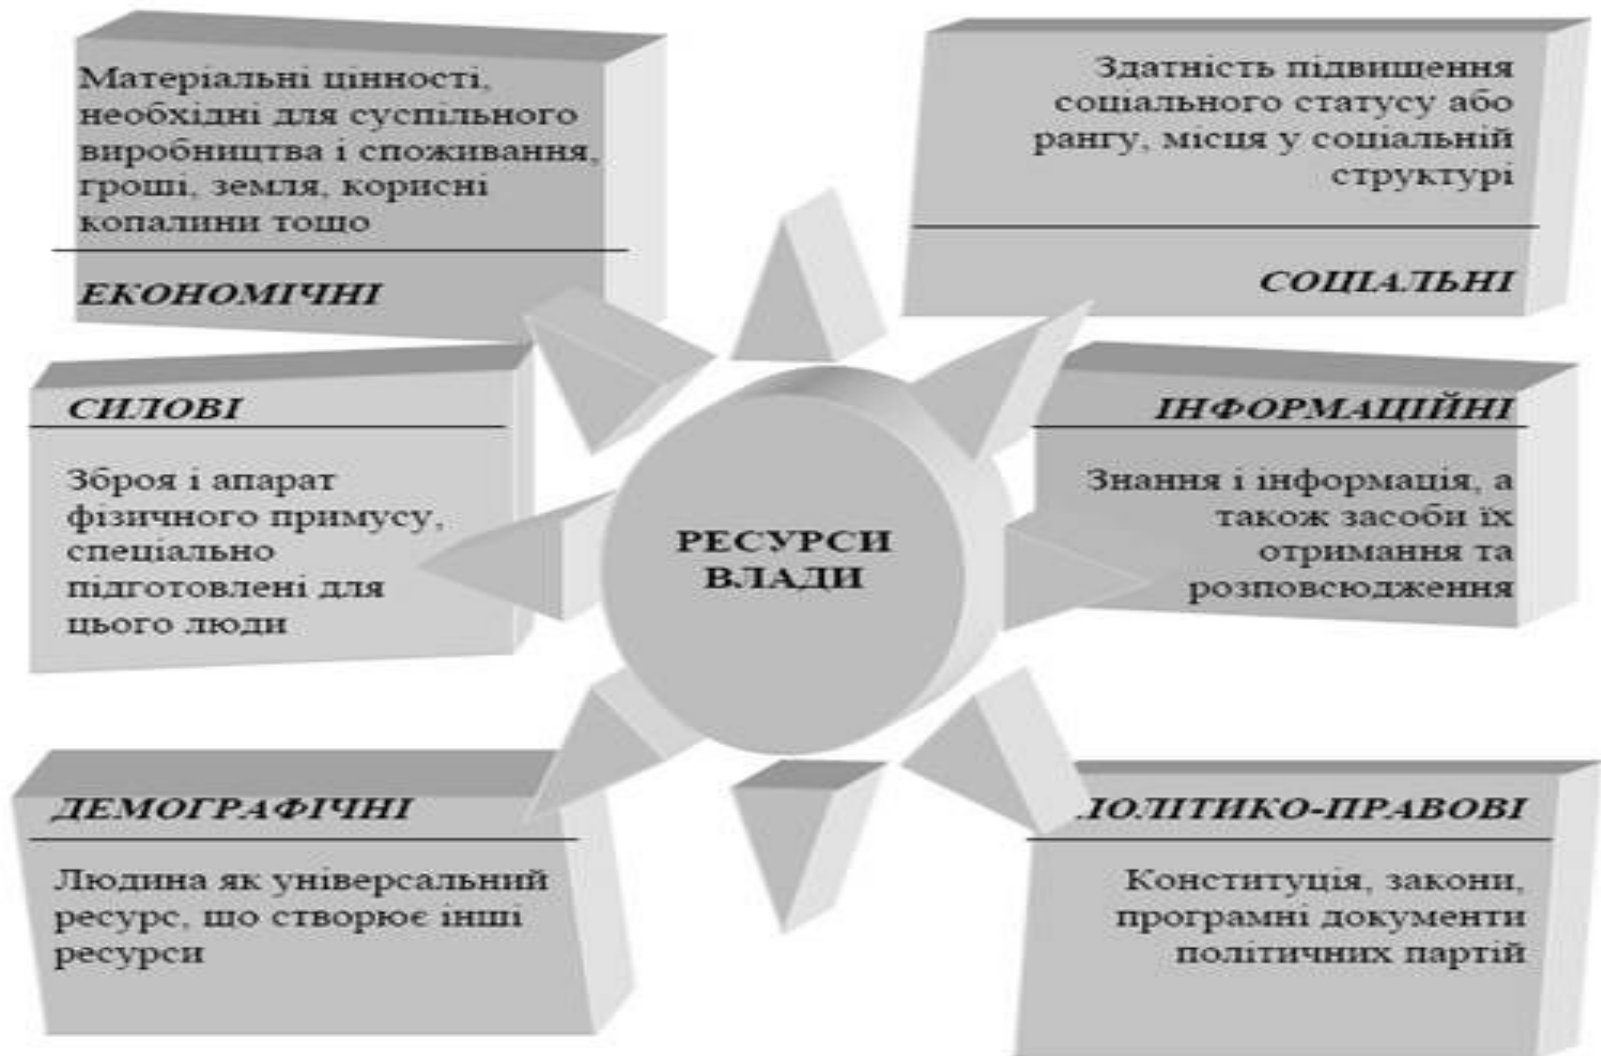 Матеріальні цінності,
необхідні для суспільного
виробництва і споживання,
гроші, земля, корисні
копалини тощо
ЕКОНОМІЧНІ
Здатність підвищення
соціального статусу або
рангу, місця у соціальній
структурі
СОЦІАЛЬНІ
СИЛОВІ
Зброя і апарат
фізичного примусу,
спеціально
підготовлені для
цього люди
РЕСУРСИ
ВЛАДИ
ІНФОРМАЦІЙНІ
Знання і інформація, а
також засоби їх
отримання та
розповсюдження
ДЕМОГРАФІЧНІ
Людина як універсальний
ресурс, що створює інші
ресурси
ПОЛІТИКО-ПРАВОВІ
Конституція, закони,
програмні документи
політичних партій